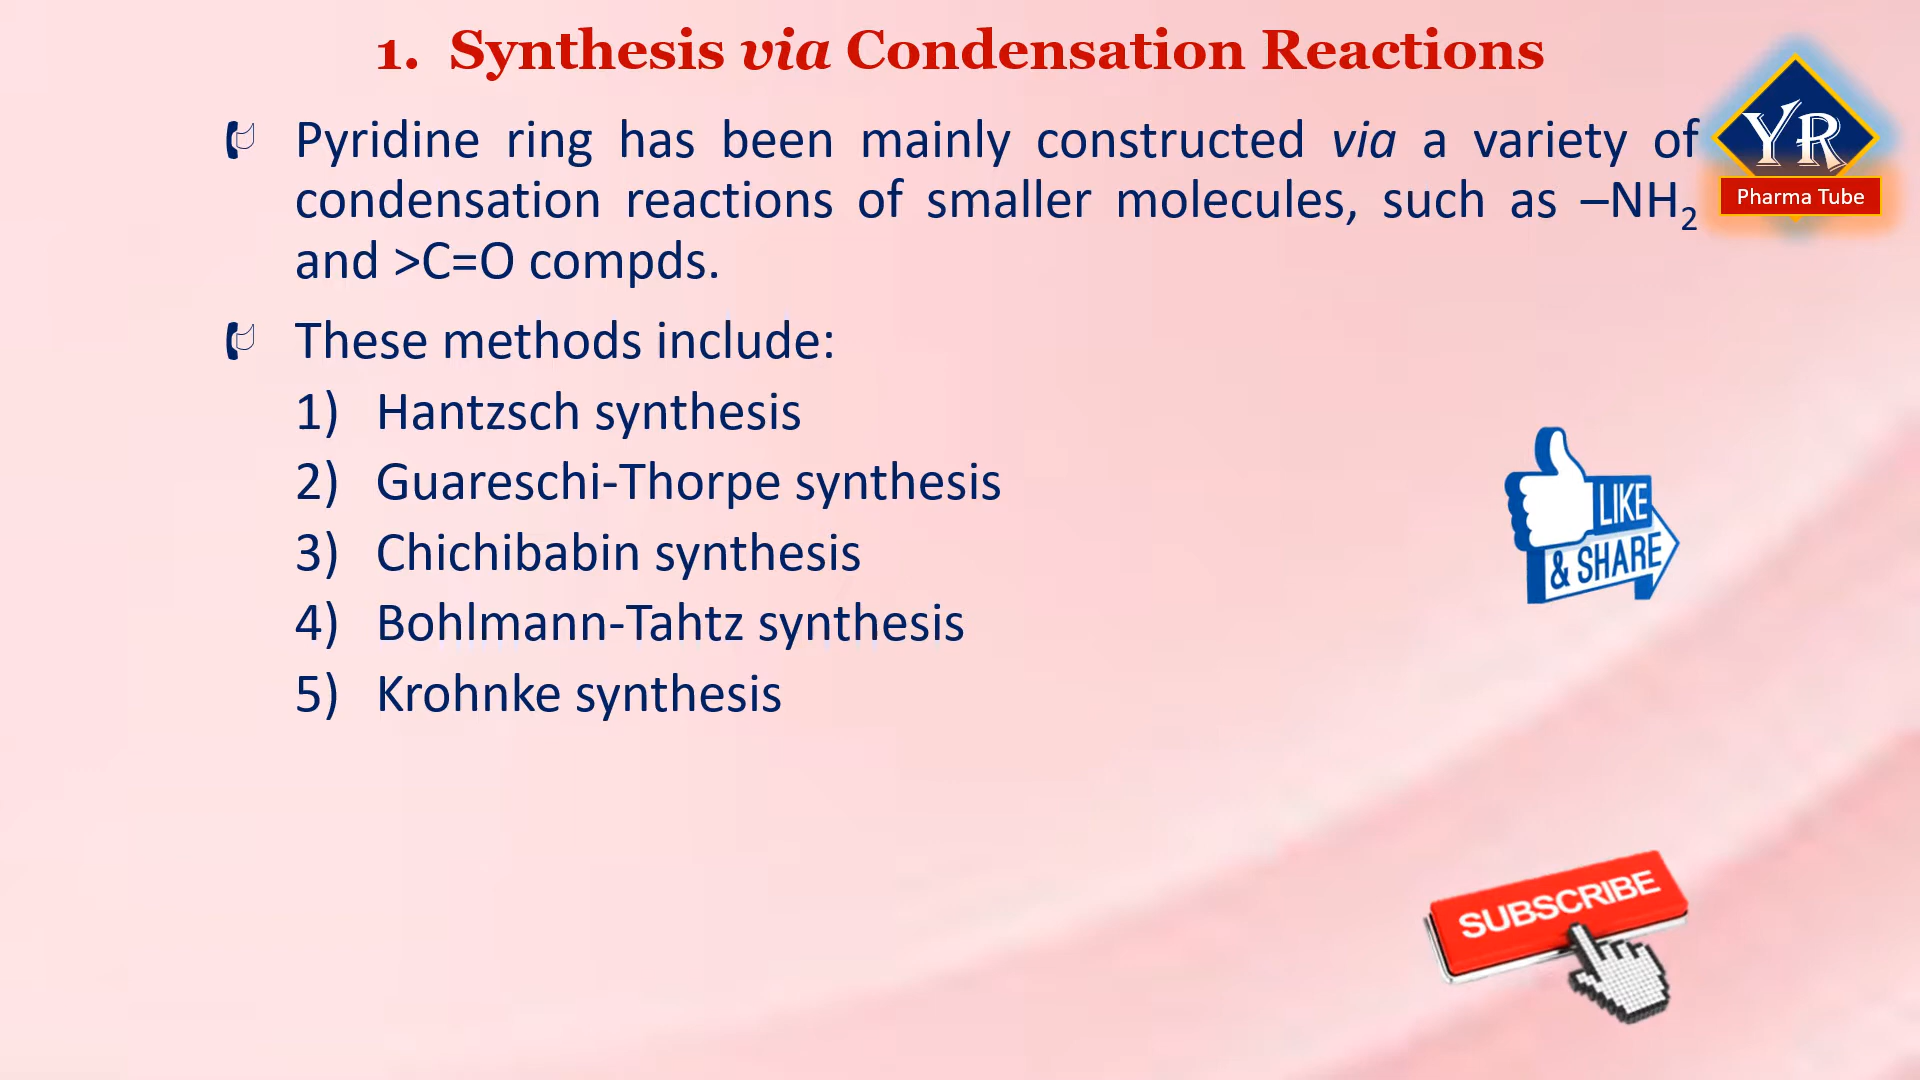 1. Synthesis via Condensation Reactions
Pyridine ring has been mainly constructed via a variety of
condensation reactions of smaller molecules, such as –NH₂
and >C=O compds.
These methods include:
1) Hantzsch synthesis
2) Guareschi-Thorpe synthesis
3) Chichibabin synthesis
4) Bohlmann-Tahtz synthesis
5) Krohnke synthesis
YR
Pharma Tube
LIKE
& SHARE
SUBSCRIBE